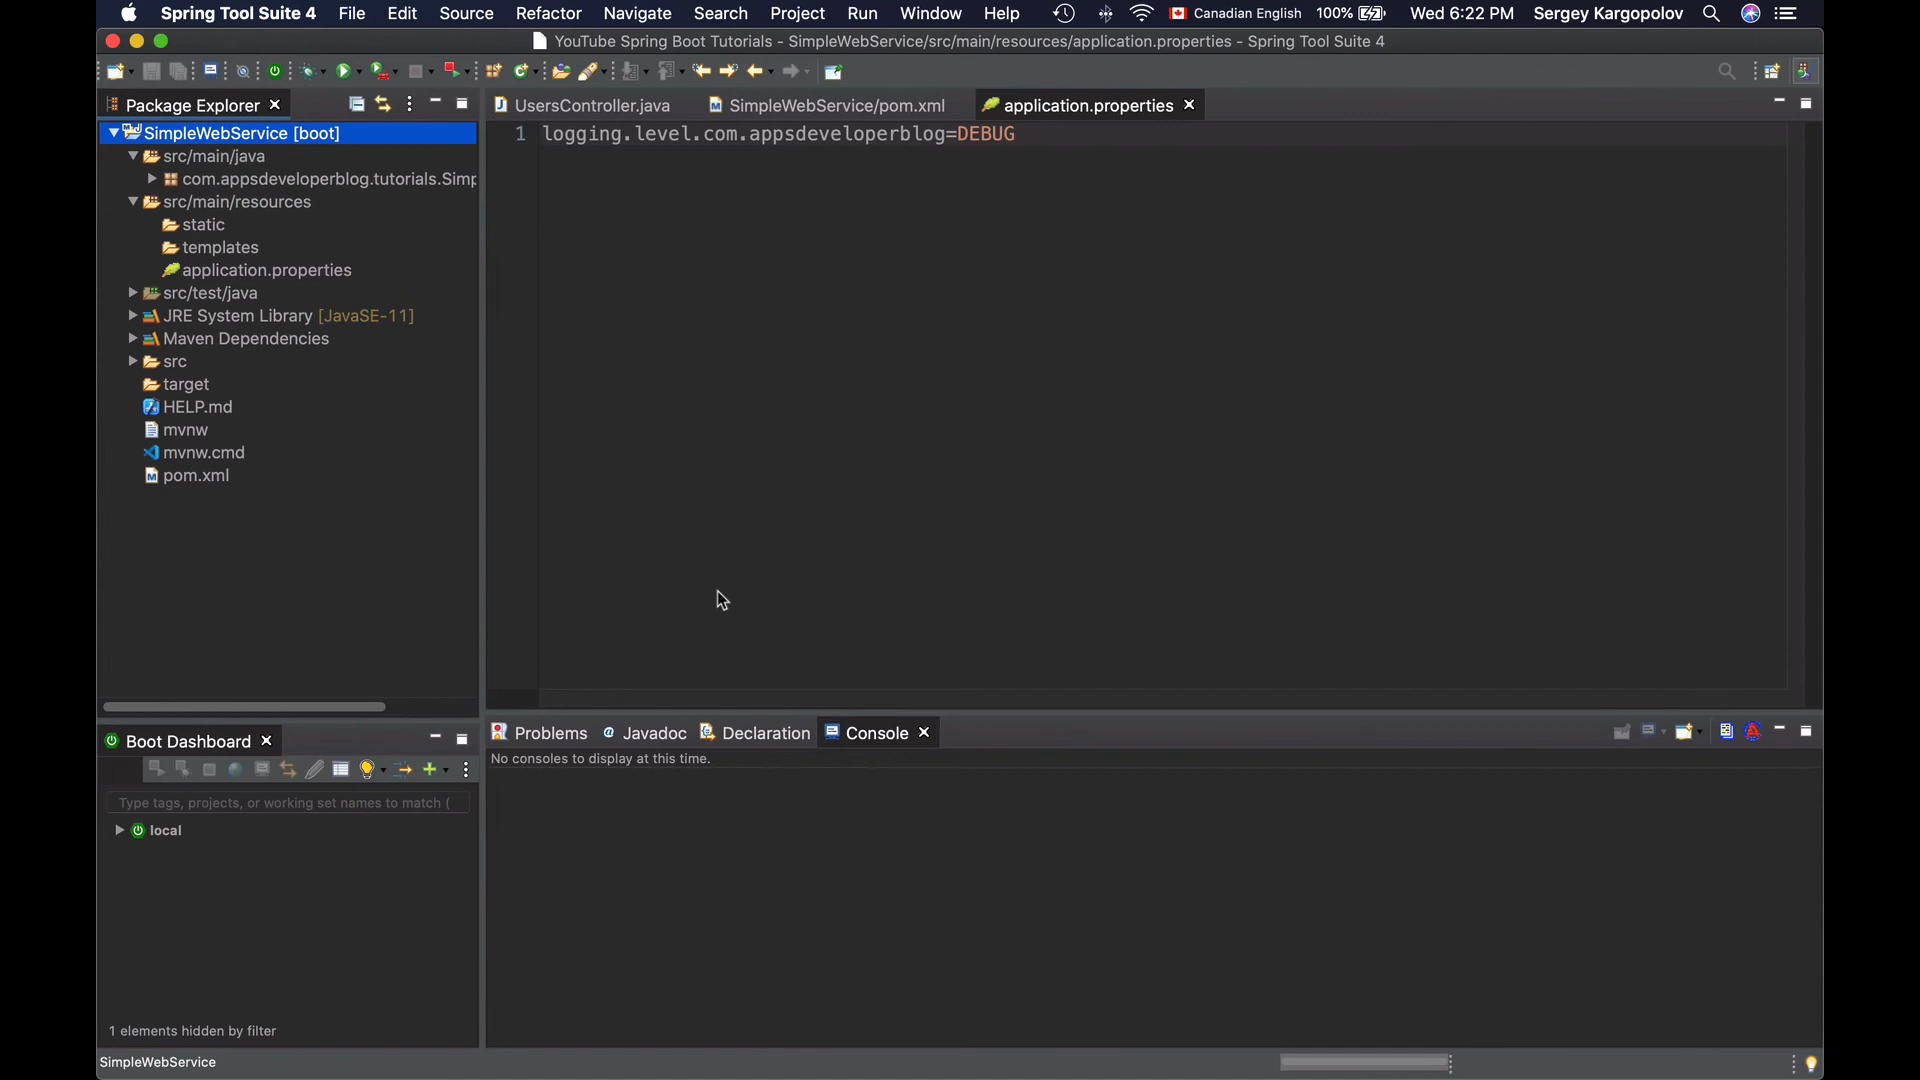 Spring Tool Suite 4 File Edit Source Refactor Navigate Search Project Run Window Help Canadian English 100% Wed 6:22 PM Sergey Kargopolov
YouTube Spring Boot Tutorials - SimpleWebService/src/main/resources/application.properties - Spring Tool Suite 4
Package Explorer
UsersController.java SimpleWebService/pom.xml application.properties
SimpleWebService [boot]
src/main/java
com.appsdeveloperblog.tutorials.Simp
src/main/resources
static
templates
application.properties
src/test/java
JRE System Library [JavaSE-11]
Maven Dependencies
src
target
HELP.md
mvnw
mvnw.cmd
pom.xml
1 logging.level.com.appsdeveloperblog=DEBUG
Boot Dashboard
Type tags, projects, or working set names to match (
local
1 elements hidden by filter
Problems Javadoc Declaration Console
No consoles to display at this time.
SimpleWebService